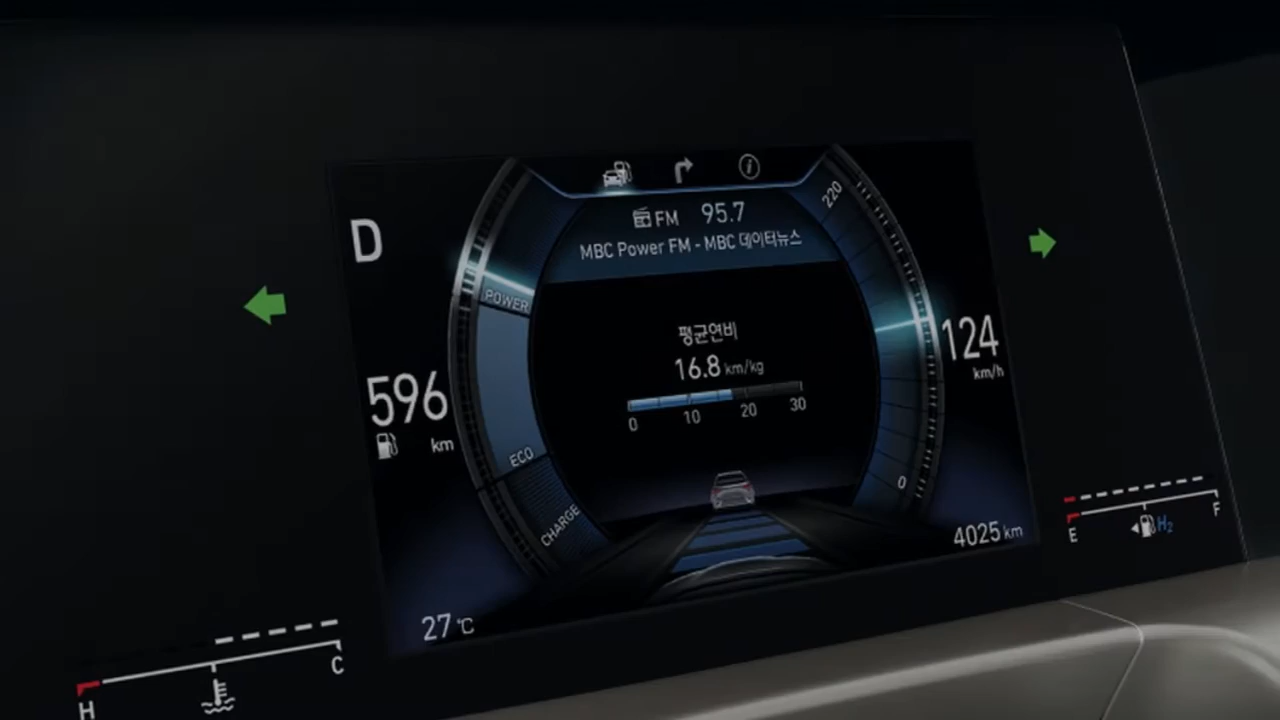 FM 95.7
MBC Power FM - MBC 데이터뉴스
220
D
POWER
평균연비
124
km/h
16.8 km/kg
596
km
0 10 20 30
ECO
0
CHARGE
4025 km
E H₂ F
27 °C
H C